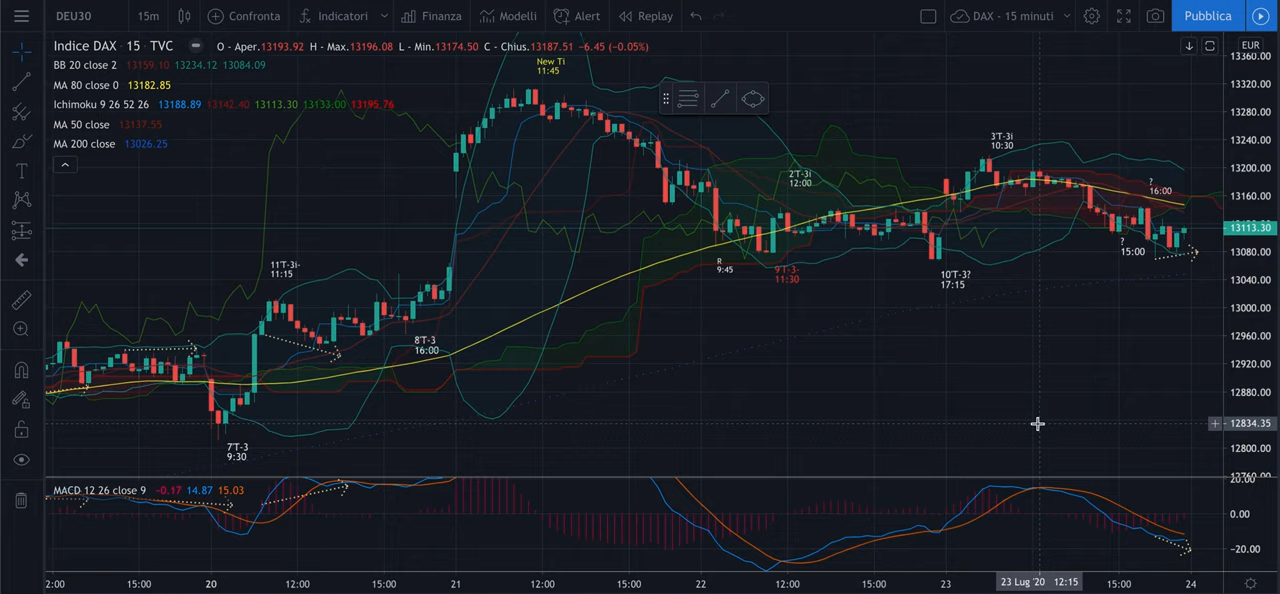 DEU30 15m Confronta Indicatori Finanza Modelli Alert Replay DAX - 15 minuti Pubblica
Indice DAX · 15 · TVC O - Aper.13193.92 H - Max.13196.08 L - Min.13174.50 C - Chius.13187.51 −6.45 (−0.05%)
BB 20 close 2 13159.10 13234.12 13084.09
MA 80 close 0 13182.85
Ichimoku 9 26 52 26 13188.89 13142.40 13113.30 13133.00 13195.76
MA 50 close 13137.55
MA 200 close 13026.25
New Ti
11:45
3'T-3i
10:30
2'T-3i
12:00
?
16:00
?
15:00
R
9:45
9'T-3-
11:30
10'T-3?
17:15
11'T-3i-
11:15
8'T-3
16:00
7'T-3
9:30
EUR
13360.00
13320.00
13280.00
13240.00
13200.00
13160.00
13113.30
13080.00
13040.00
13000.00
12960.00
12920.00
12880.00
12834.35
12800.00
12760.00
MACD 12 26 close 9 −0.17 14.87 15.03
20.00
0.00
−20.00
2:00 15:00 20 12:00 15:00 21 12:00 15:00 22 12:00 15:00 23 23 Lug '20 12:15 15:00 24